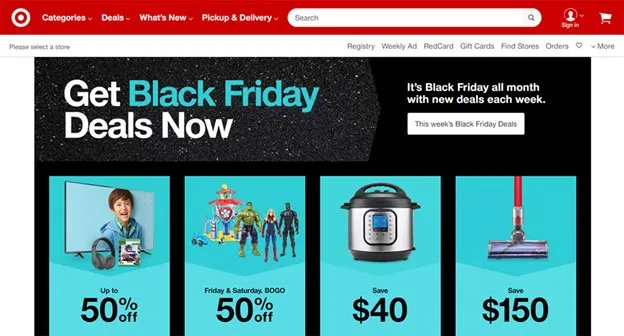 Categories Deals What's New Pickup & Delivery Search Sign in
Please select a store Registry Weekly Ad RedCard Gift Cards Find Stores Orders More
Get Black Friday
Deals Now
It's Black Friday all month
with new deals each week.
This week's Black Friday Deals
Up to
50% off
Friday & Saturday. BOGO
50% off
Save
$40
Save
$150